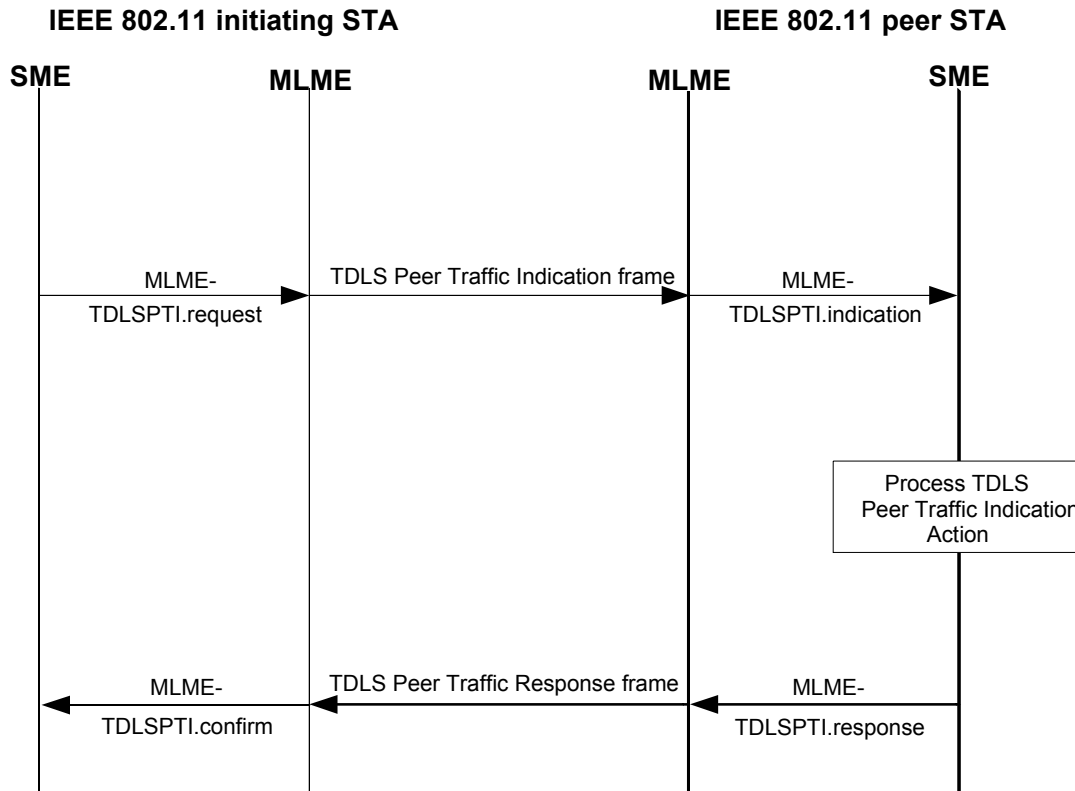 IEEE 802.11 initiating STA
IEEE 802.11 peer STA
SME
MLME
MLME
SME
MLME-
TDLSPTI.request
TDLS Peer Traffic Indication frame
MLME-
TDLSPTI.indication
Process TDLS
Peer Traffic Indication
Action
MLME-
TDLSPTI.confirm
TDLS Peer Traffic Response frame
MLME-
TDLSPTI.response